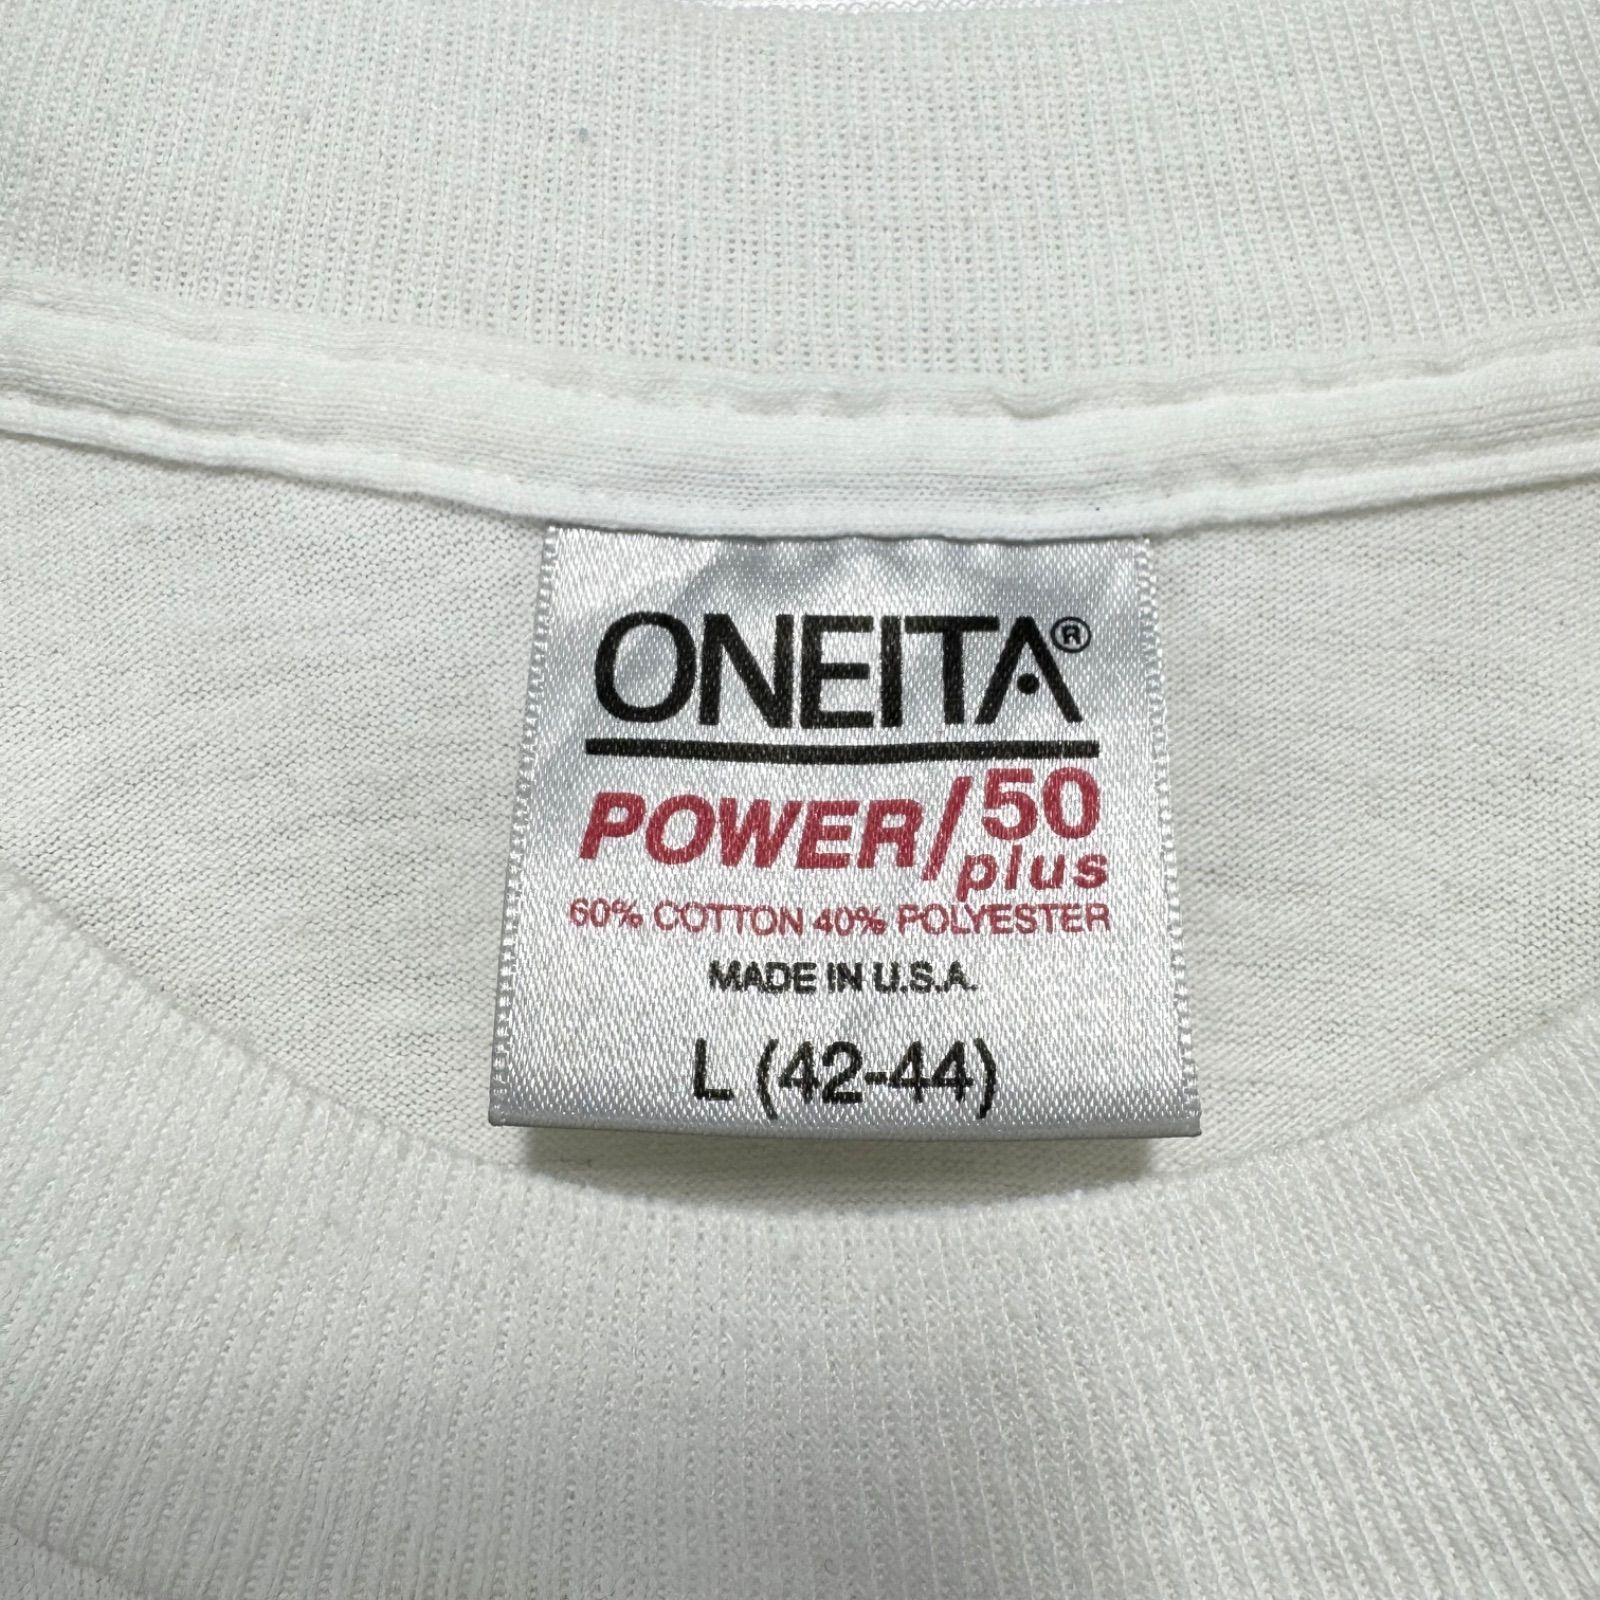 ONEITA®
POWER/50 plus
60% COTTON 40% POLYESTER
MADE IN U.S.A.
L (42-44)